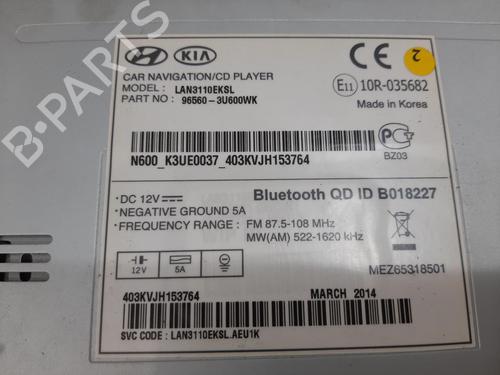 HYUNDAI KIA
CAR NAVIGATION/CD PLAYER
MODEL : LAN3110EKSL
PART NO : 96560-3U600WK
CE
2
E11 10R-035682
Made in Korea
N600_K3UE0037_403KVJH153764
BZ03
DC 12V
Bluetooth QD ID B018227
NEGATIVE GROUND 5A
FREQUENCY RANGE : FM 87.5-108 MHz
MW(AM) 522-1620 kHz
12V 5A
MEZ65318501
403KVJH153764
MARCH 2014
SVC CODE : LAN3110EKSL.AEU1K
B-PARTS